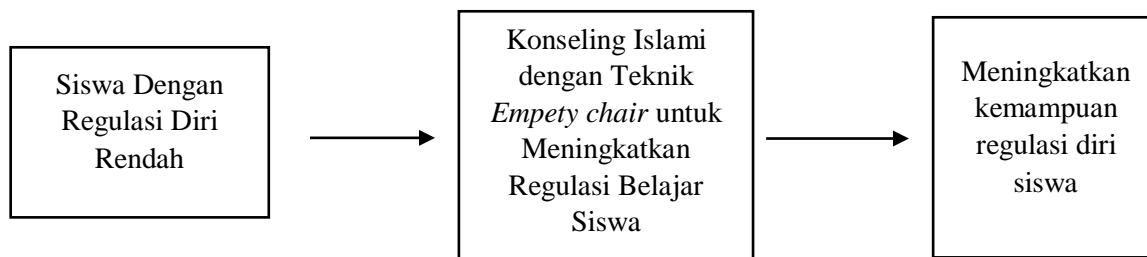 Siswa Dengan
Regulasi Diri
Rendah
Konseling Islami
dengan Teknik
Empety chair untuk
Meningkatkan
Regulasi Belajar
Siswa
Meningkatkan
kemampuan
regulasi diri
siswa